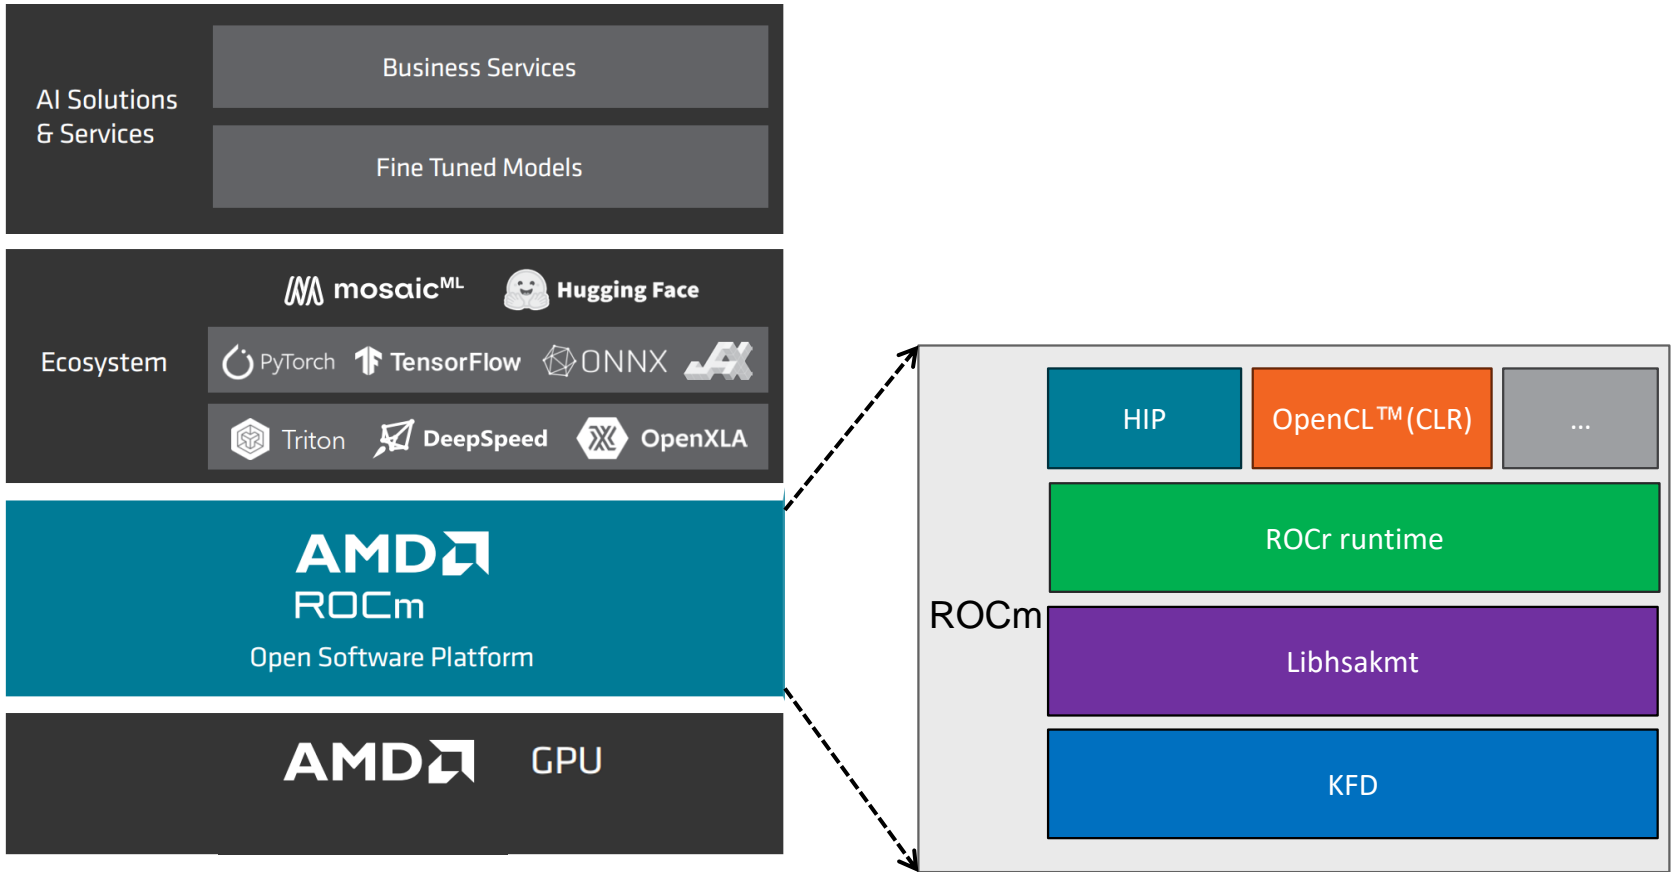 AI Solutions
& Services
Business Services
Fine Tuned Models
Ecosystem
mosaicᴹᴸ
Hugging Face
PyTorch
TensorFlow
ONNX
JAX
Triton
DeepSpeed
OpenXLA
AMD
ROCm
Open Software Platform
AMD
GPU
ROCm
HIP
OpenCL™(CLR)
...
ROCr runtime
Libhsakmt
KFD